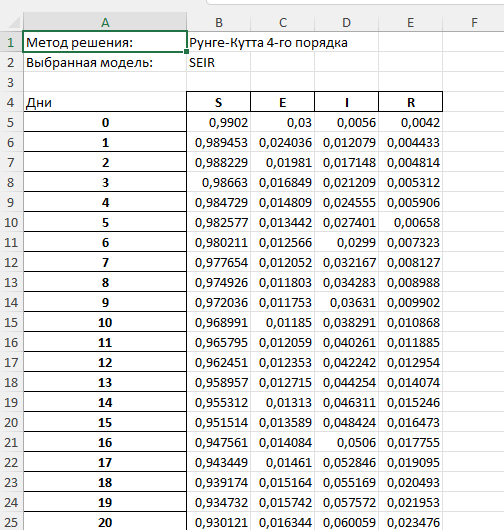 A B C D E F
1 Метод решения: Рунге-Кутта 4-го порядка
2 Выбранная модель: SEIR
3
4 Дни S E I R
5 0 0,9902 0,03 0,0056 0,0042
6 1 0,989453 0,024036 0,012079 0,004433
7 2 0,988229 0,01981 0,017148 0,004814
8 3 0,98663 0,016849 0,021209 0,005312
9 4 0,984729 0,014809 0,024555 0,005906
10 5 0,982577 0,013442 0,027401 0,00658
11 6 0,980211 0,012566 0,0299 0,007323
12 7 0,977654 0,012052 0,032167 0,008127
13 8 0,974926 0,011803 0,034283 0,008988
14 9 0,972036 0,011753 0,03631 0,009902
15 10 0,968991 0,01185 0,038291 0,010868
16 11 0,965795 0,012059 0,040261 0,011885
17 12 0,962451 0,012353 0,042242 0,012954
18 13 0,958957 0,012715 0,044254 0,014074
19 14 0,955312 0,01313 0,046311 0,015246
20 15 0,951514 0,013589 0,048424 0,016473
21 16 0,947561 0,014084 0,0506 0,017755
22 17 0,943449 0,01461 0,052846 0,019095
23 18 0,939174 0,015164 0,055169 0,020493
24 19 0,934732 0,015742 0,057572 0,021953
25 20 0,930121 0,016344 0,060059 0,023476